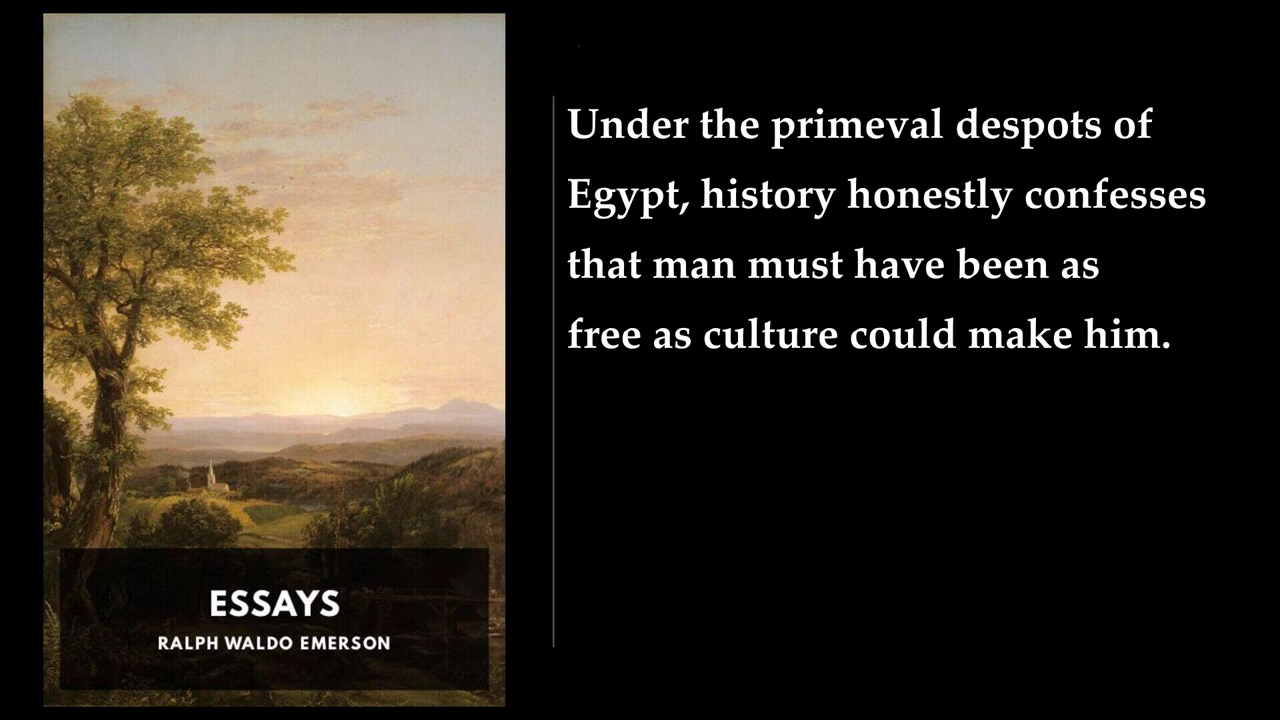 ESSAYS
RALPH WALDO EMERSON
Under the primeval despots of
Egypt, history honestly confesses
that man must have been as
free as culture could make him.